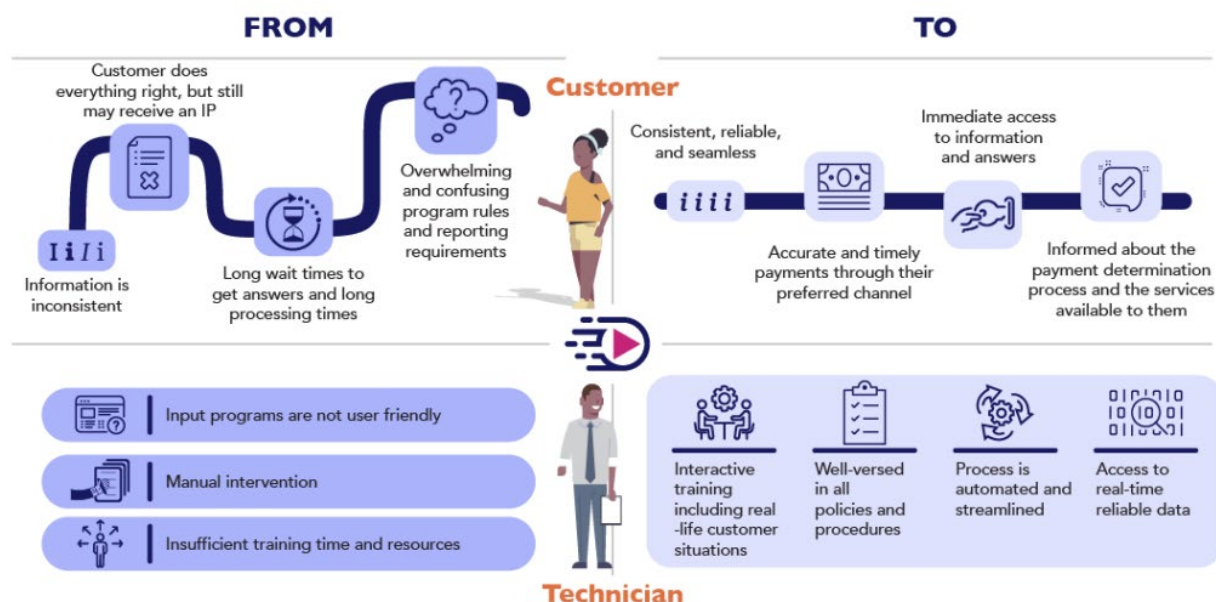 FROM
Customer does
everything right, but still
may receive an IP
I i I i
Information is
inconsistent
Long wait times to
get answers and long
processing times
?
Overwhelming
and confusing
program rules
and reporting
requirements
Customer
TO
Consistent, reliable,
and seamless
i i i i
Accurate and timely
payments through their
preferred channel
Immediate access
to information
and answers
Informed about the
payment determination
process and the services
available to them
?
Input programs are not user friendly
Manual intervention
Insufficient training time and resources
Technician
Interactive
training
including real
-life customer
situations
Well-versed
in all
policies and
procedures
Process is
automated and
streamlined
Access to
real-time
reliable data